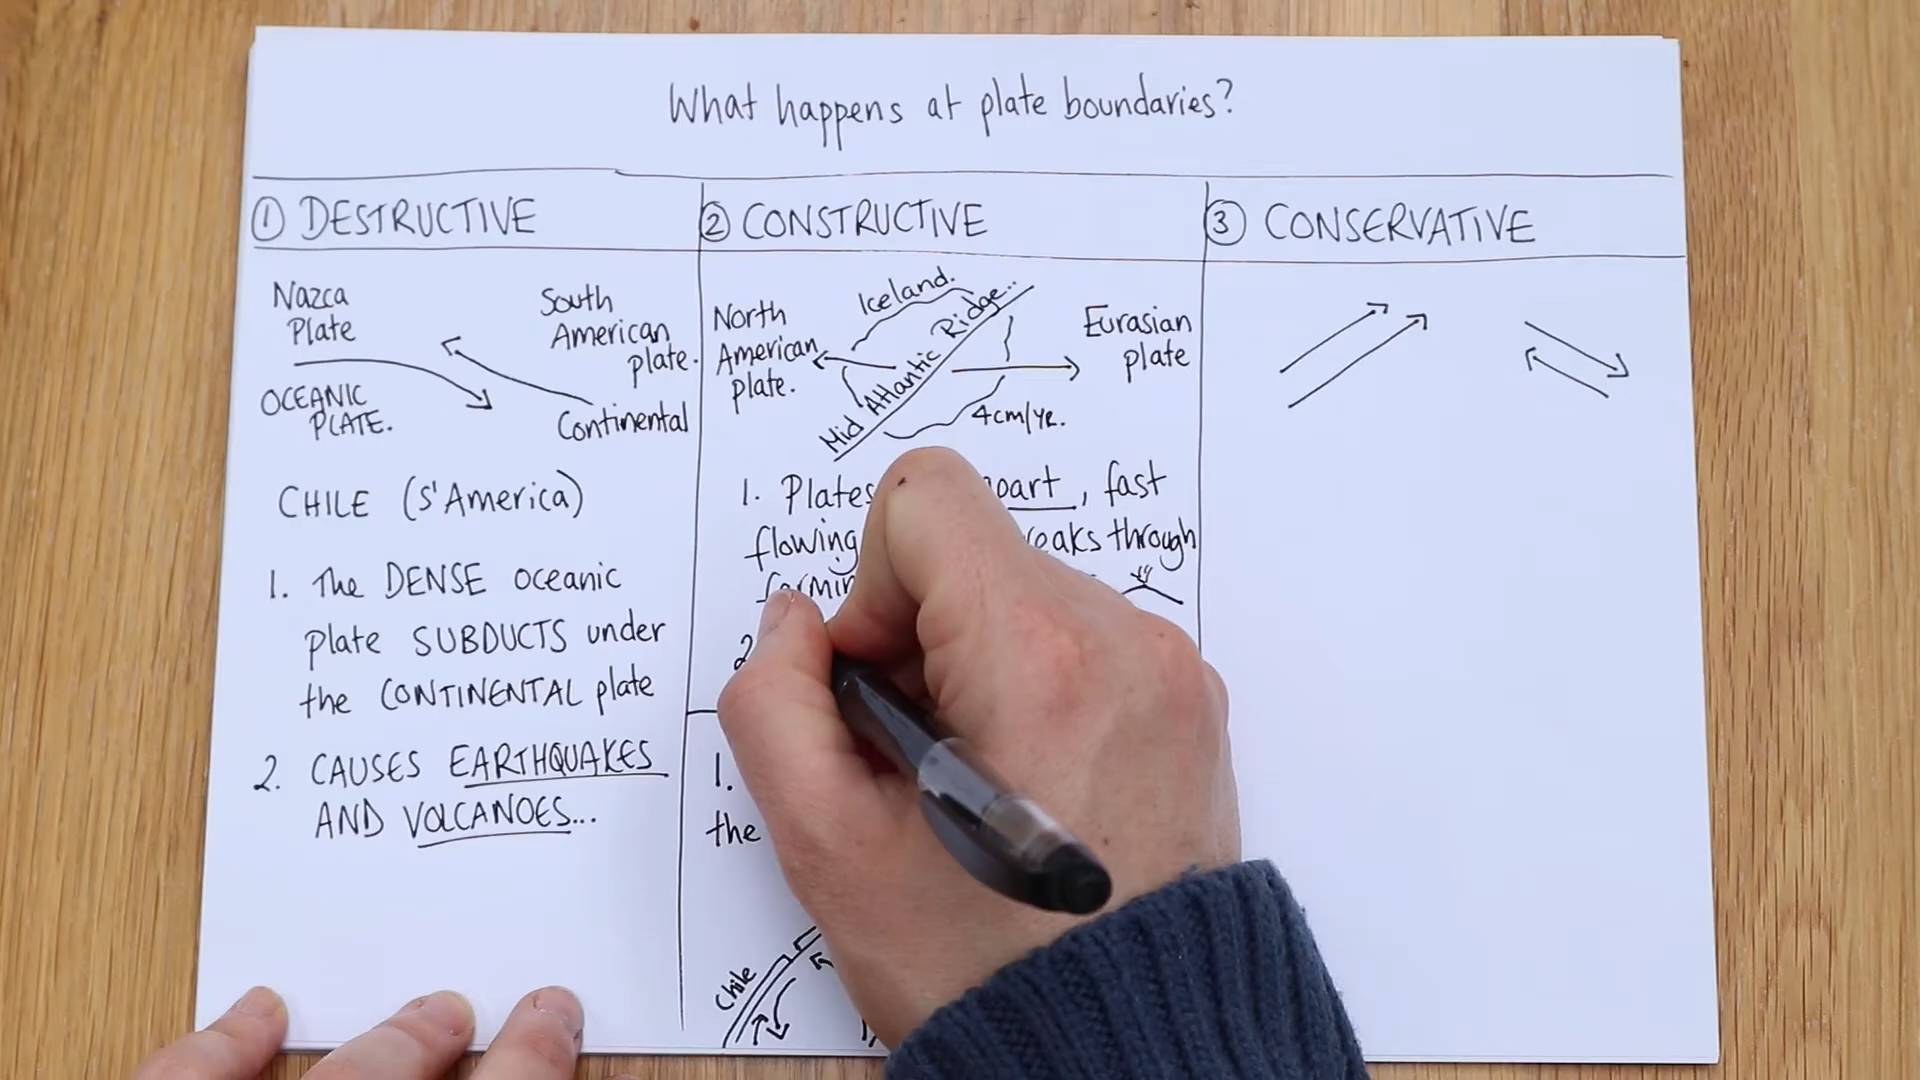 What happens at plate boundaries?
① DESTRUCTIVE
Nazca
Plate
South
American
plate.
OCEANIC
PLATE.
Continental
CHILE (S'America)
1. The DENSE oceanic
plate SUBDUCTS under
the CONTINENTAL plate
2. CAUSES EARTHQUAKES
AND VOLCANOES...
② CONSTRUCTIVE
Iceland.
North
American
plate.
Mid Atlantic Ridge..
Eurasian
plate
4cm/yr.
1. Plates , fast
flowing through
2
1.
the
Chile
③ CONSERVATIVE